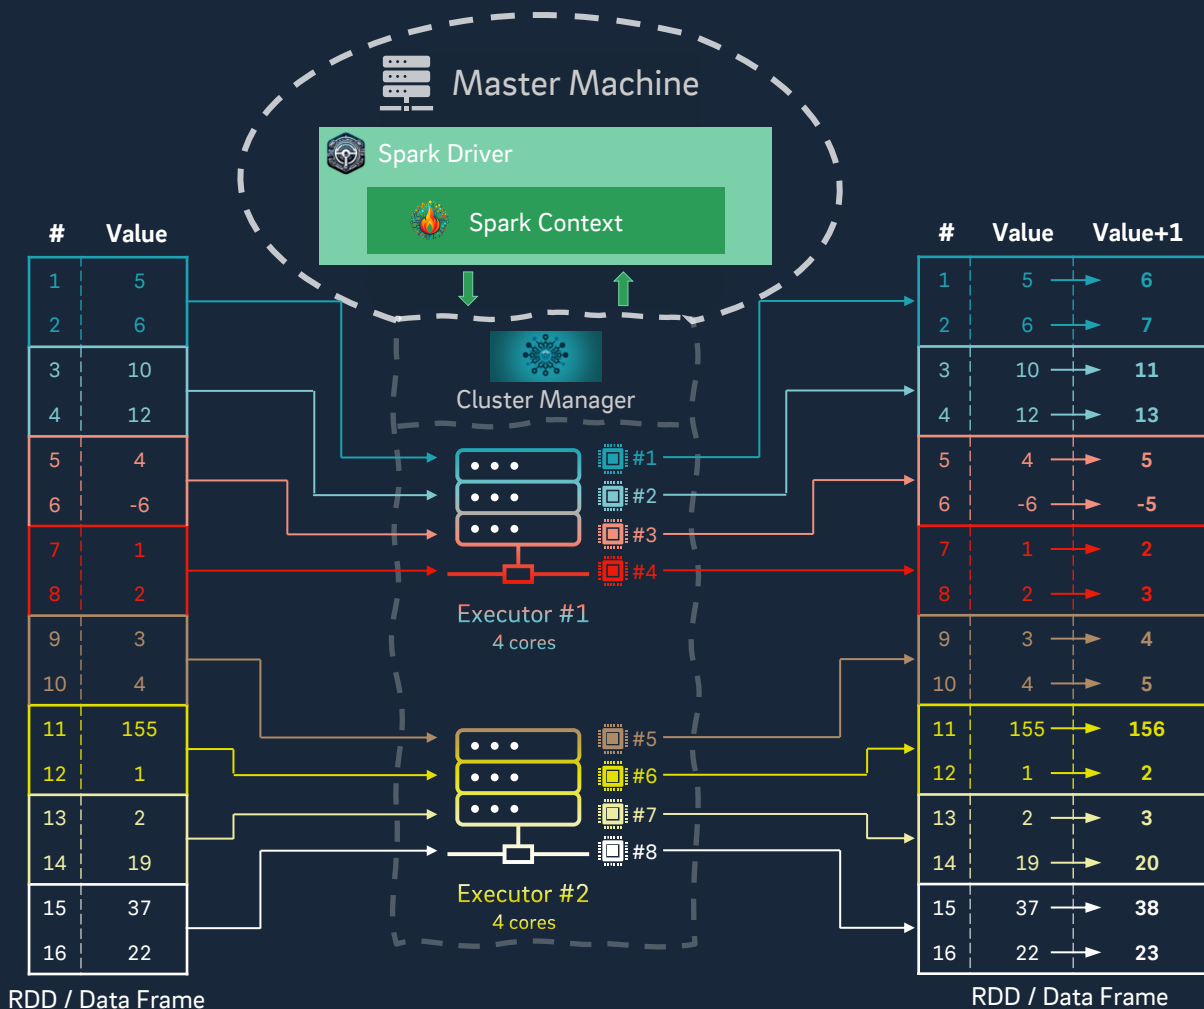 Master Machine
Spark Driver
Spark Context
# Value
1 5
2 6
3 10
4 12
5 4
6 -6
7 1
8 2
9 3
10 4
11 155
12 1
13 2
14 19
15 37
16 22
RDD / Data Frame
Cluster Manager
#1
#2
#3
#4
Executor #1
4 cores
#5
#6
#7
#8
Executor #2
4 cores
# Value Value+1
1 5 6
2 6 7
3 10 11
4 12 13
5 4 5
6 -6 -5
7 1 2
8 2 3
9 3 4
10 4 5
11 155 156
12 1 2
13 2 3
14 19 20
15 37 38
16 22 23
RDD / Data Frame